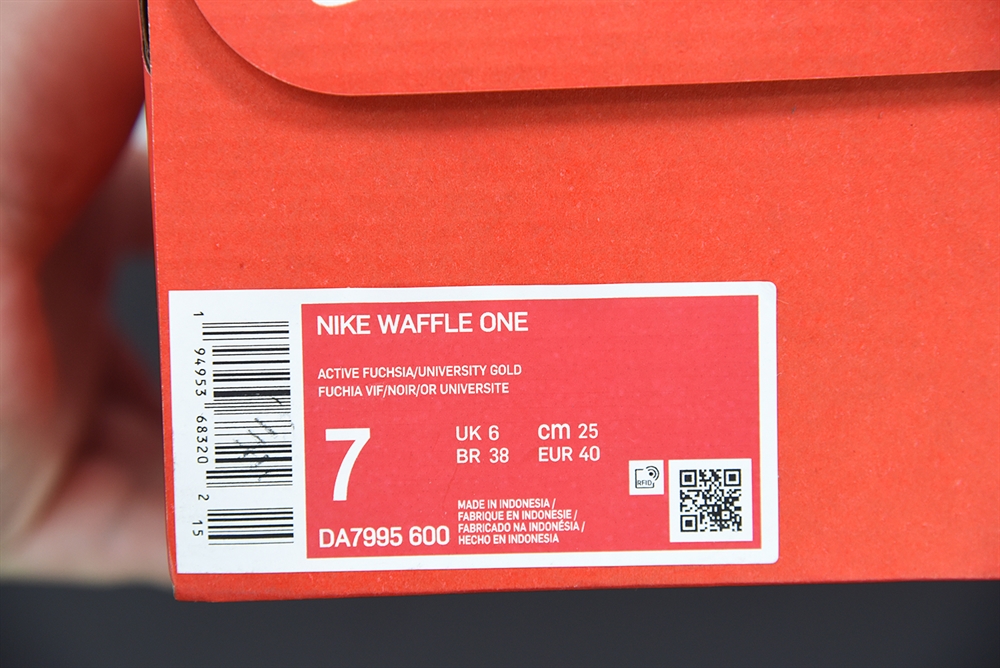 NIKE WAFFLE ONE
ACTIVE FUCHSIA/UNIVERSITY GOLD
FUCHIA VIF/NOIR/OR UNIVERSITE
7
UK 6 cm 25
BR 38 EUR 40
RFID
MADE IN INDONESIA /
FABRIQUE EN INDONESIE /
FABRICADO NA INDONÉSIA /
HECHO EN INDONESIA
DA7995 600
1 94953 68320 2 15